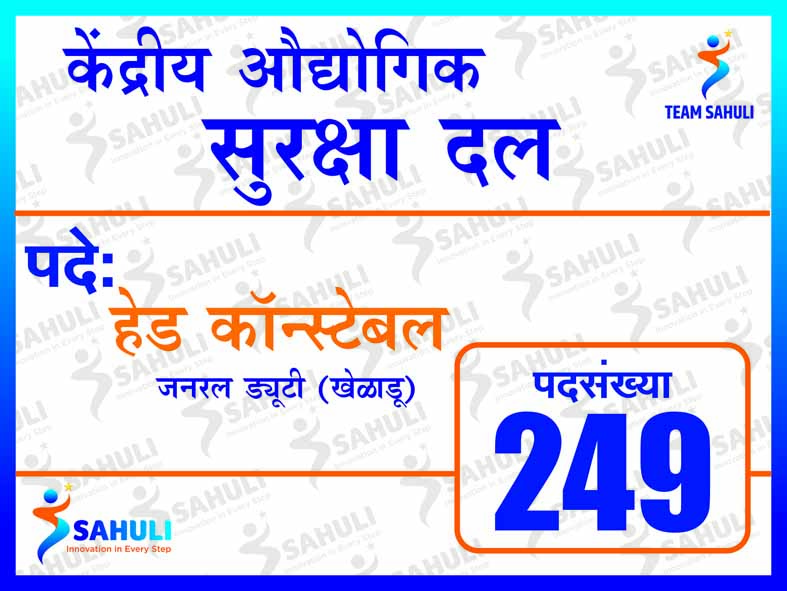 केंद्रीय औद्योगिक
सुरक्षा दल
TEAM SAHULI
पदे:
हेड कॉन्स्टेबल
जनरल ड्यूटी (खेळाडू)
पदसंख्या
249
SAHULI
Innovation in Every Step